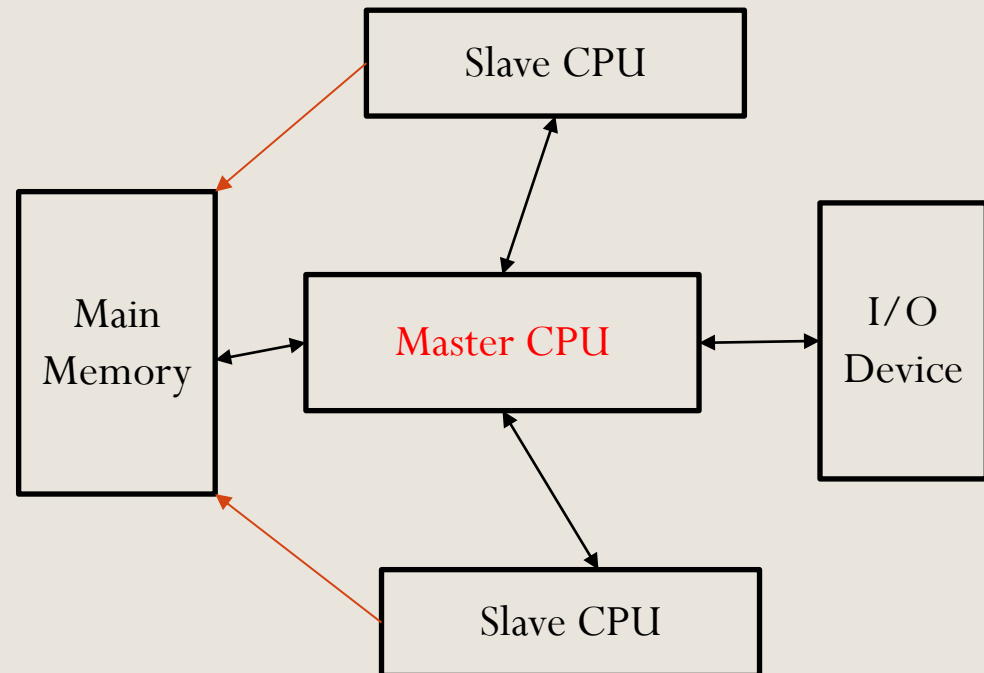 Slave CPU
Main
Memory
Master CPU
I/O
Device
Slave CPU